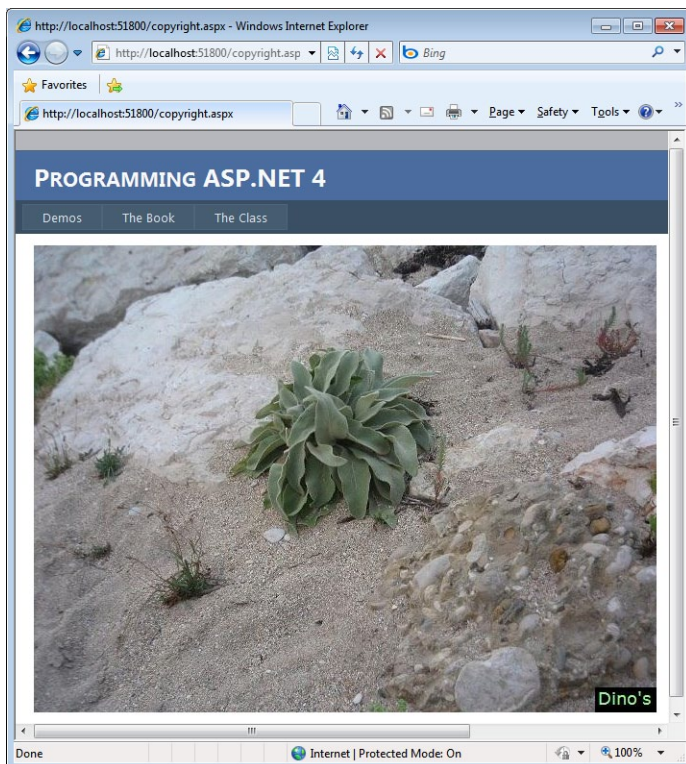 http://localhost:51800/copyright.aspx - Windows Internet Explorer
http://localhost:51800/copyright.asp
Bing
Favorites
http://localhost:51800/copyright.aspx
Page Safety Tools
PROGRAMMING ASP.NET 4
Demos The Book The Class
Dino's
Done Internet | Protected Mode: On 100%